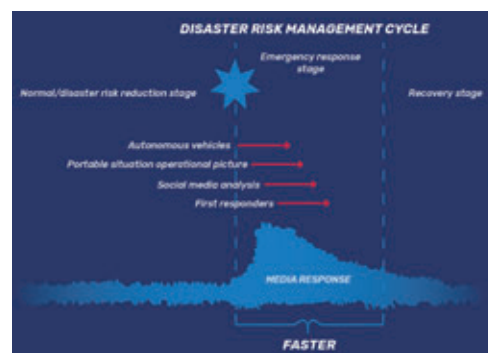 DISASTER RISK MANAGEMENT CYCLE
Emergency response
stage
Normal/disaster risk reduction stage
Recovery stage
Autonomous vehicles
Portable situation operational picture
Social media analysis
First responders
MEDIA RESPONSE
FASTER